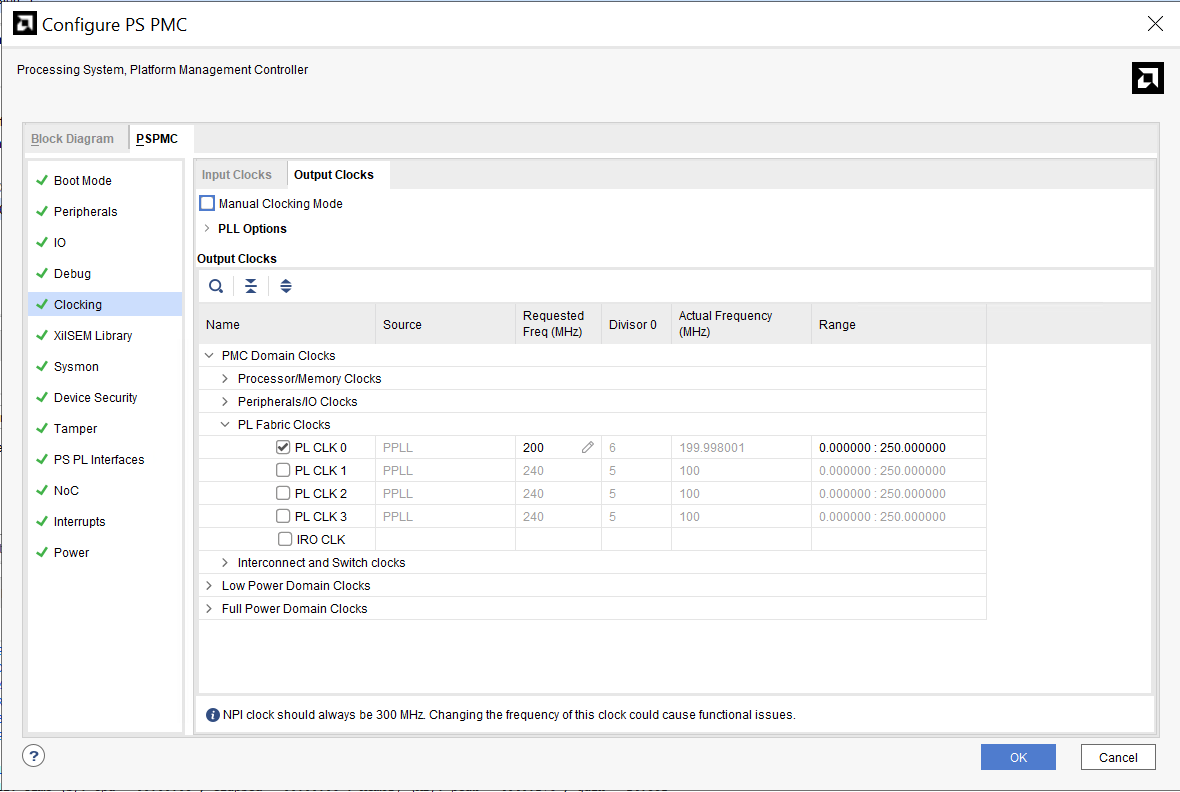 Configure PS PMC
Processing System, Platform Management Controller
Block Diagram PSPMC
Boot Mode
Peripherals
IO
Debug
Clocking
XilSEM Library
Sysmon
Device Security
Tamper
PS PL Interfaces
NoC
Interrupts
Power
Input Clocks Output Clocks
Manual Clocking Mode
PLL Options
Output Clocks
Name Source Requested Freq (MHz) Divisor 0 Actual Frequency (MHz) Range
PMC Domain Clocks
Processor/Memory Clocks
Peripherals/IO Clocks
PL Fabric Clocks
PL CLK 0 PPLL 200 6 199.998001 0.000000 : 250.000000
PL CLK 1 PPLL 240 5 100 0.000000 : 250.000000
PL CLK 2 PPLL 240 5 100 0.000000 : 250.000000
PL CLK 3 PPLL 240 5 100 0.000000 : 250.000000
IRO CLK
Interconnect and Switch clocks
Low Power Domain Clocks
Full Power Domain Clocks
NPI clock should always be 300 MHz. Changing the frequency of this clock could cause functional issues.
?
OK Cancel